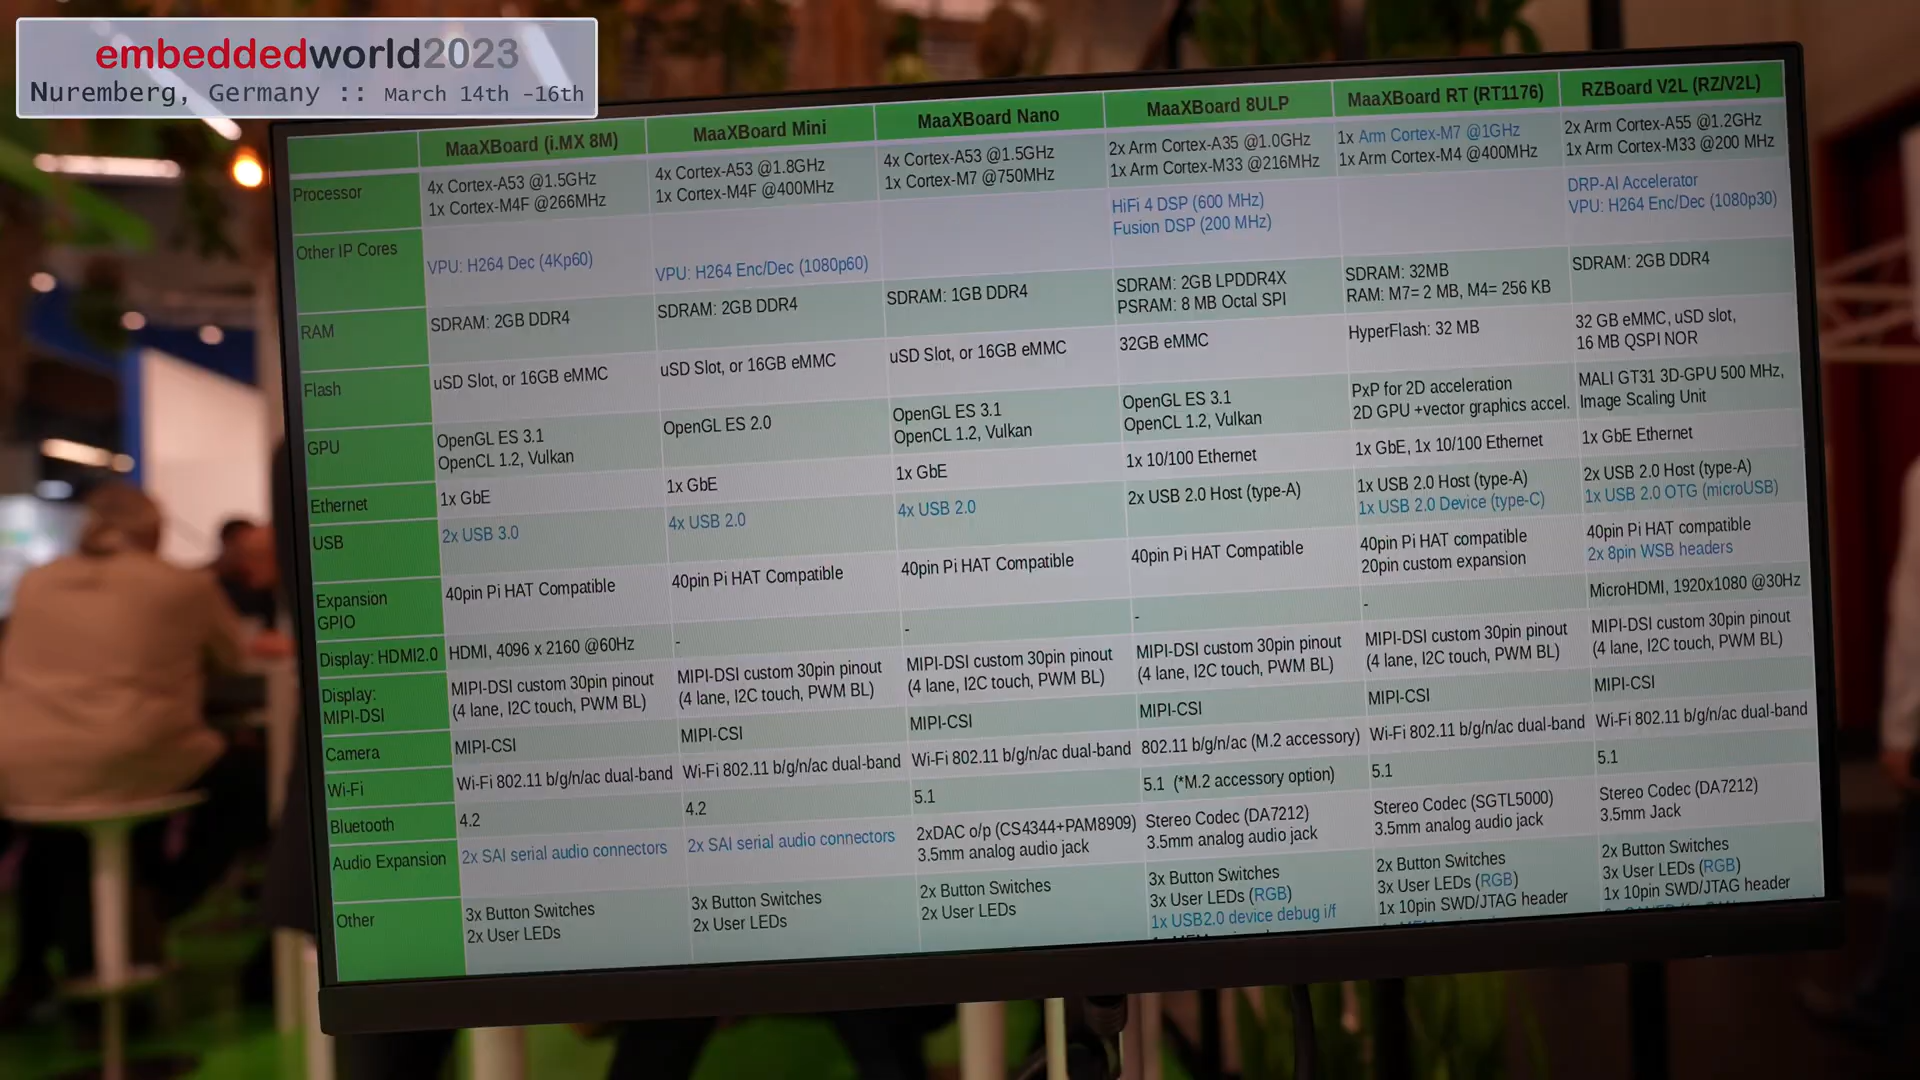 embeddedworld2023
Nuremberg, Germany :: March 14th -16th
MaaXBoard (i.MX 8M) MaaXBoard Mini MaaXBoard Nano MaaXBoard 8ULP MaaXBoard RT (RT1176) RZBoard V2L (RZ/V2L)
Processor
4x Cortex-A53 @1.5GHz
1x Cortex-M4F @266MHz
4x Cortex-A53 @1.8GHz
1x Cortex-M4F @400MHz
4x Cortex-A53 @1.5GHz
1x Cortex-M7 @750MHz
2x Arm Cortex-A35 @1.0GHz
1x Arm Cortex-M33 @216MHz
1x Arm Cortex-M7 @1GHz
1x Arm Cortex-M4 @400MHz
2x Arm Cortex-A55 @1.2GHz
1x Arm Cortex-M33 @200 MHz
Other IP Cores
VPU: H264 Dec (4Kp60)
VPU: H264 Enc/Dec (1080p60)
HiFi 4 DSP (600 MHz)
Fusion DSP (200 MHz)
DRP-AI Accelerator
VPU: H264 Enc/Dec (1080p30)
RAM
SDRAM: 2GB DDR4
SDRAM: 2GB DDR4
SDRAM: 1GB DDR4
SDRAM: 2GB LPDDR4X
PSRAM: 8 MB Octal SPI
SDRAM: 32MB
RAM: M7= 2 MB, M4= 256 KB
SDRAM: 2GB DDR4
Flash
uSD Slot, or 16GB eMMC
uSD Slot, or 16GB eMMC
uSD Slot, or 16GB eMMC
32GB eMMC
HyperFlash: 32 MB
32 GB eMMC, uSD slot,
16 MB QSPI NOR
GPU
OpenGL ES 3.1
OpenCL 1.2, Vulkan
OpenGL ES 2.0
OpenGL ES 3.1
OpenCL 1.2, Vulkan
OpenGL ES 3.1
OpenCL 1.2, Vulkan
PxP for 2D acceleration
2D GPU +vector graphics accel.
MALI GT31 3D-GPU 500 MHz,
Image Scaling Unit
Ethernet
1x GbE
1x GbE
1x GbE
1x 10/100 Ethernet
1x GbE, 1x 10/100 Ethernet
1x GbE Ethernet
USB
2x USB 3.0
4x USB 2.0
4x USB 2.0
2x USB 2.0 Host (type-A)
1x USB 2.0 Host (type-A)
1x USB 2.0 Device (type-C)
2x USB 2.0 Host (type-A)
1x USB 2.0 OTG (microUSB)
Expansion
GPIO
40pin Pi HAT Compatible
40pin Pi HAT Compatible
40pin Pi HAT Compatible
40pin Pi HAT Compatible
40pin Pi HAT compatible
20pin custom expansion
40pin Pi HAT compatible
2x 8pin WSB headers
Display: HDMI2.0
HDMI, 4096 x 2160 @60Hz
-
-
-
-
MicroHDMI, 1920x1080 @30Hz
Display:
MIPI-DSI
MIPI-DSI custom 30pin pinout
(4 lane, I2C touch, PWM BL)
MIPI-DSI custom 30pin pinout
(4 lane, I2C touch, PWM BL)
MIPI-DSI custom 30pin pinout
(4 lane, I2C touch, PWM BL)
MIPI-DSI custom 30pin pinout
(4 lane, I2C touch, PWM BL)
MIPI-DSI custom 30pin pinout
(4 lane, I2C touch, PWM BL)
MIPI-DSI custom 30pin pinout
(4 lane, I2C touch, PWM BL)
Camera
MIPI-CSI
MIPI-CSI
MIPI-CSI
MIPI-CSI
MIPI-CSI
MIPI-CSI
Wi-Fi
Wi-Fi 802.11 b/g/n/ac dual-band
Wi-Fi 802.11 b/g/n/ac dual-band
Wi-Fi 802.11 b/g/n/ac dual-band
802.11 b/g/n/ac (M.2 accessory)
Wi-Fi 802.11 b/g/n/ac dual-band
Wi-Fi 802.11 b/g/n/ac dual-band
Bluetooth
4.2
4.2
5.1
5.1 (*M.2 accessory option)
5.1
5.1
Audio Expansion
2x SAI serial audio connectors
2x SAI serial audio connectors
2xDAC o/p (CS4344+PAM8909)
3.5mm analog audio jack
Stereo Codec (DA7212)
3.5mm analog audio jack
Stereo Codec (SGTL5000)
3.5mm analog audio jack
Stereo Codec (DA7212)
3.5mm Jack
Other
3x Button Switches
2x User LEDs
3x Button Switches
2x User LEDs
2x Button Switches
2x User LEDs
3x Button Switches
3x User LEDs (RGB)
1x USB2.0 device debug i/f
2x Button Switches
3x User LEDs (RGB)
1x 10pin SWD/JTAG header
2x Button Switches
3x User LEDs (RGB)
1x 10pin SWD/JTAG header